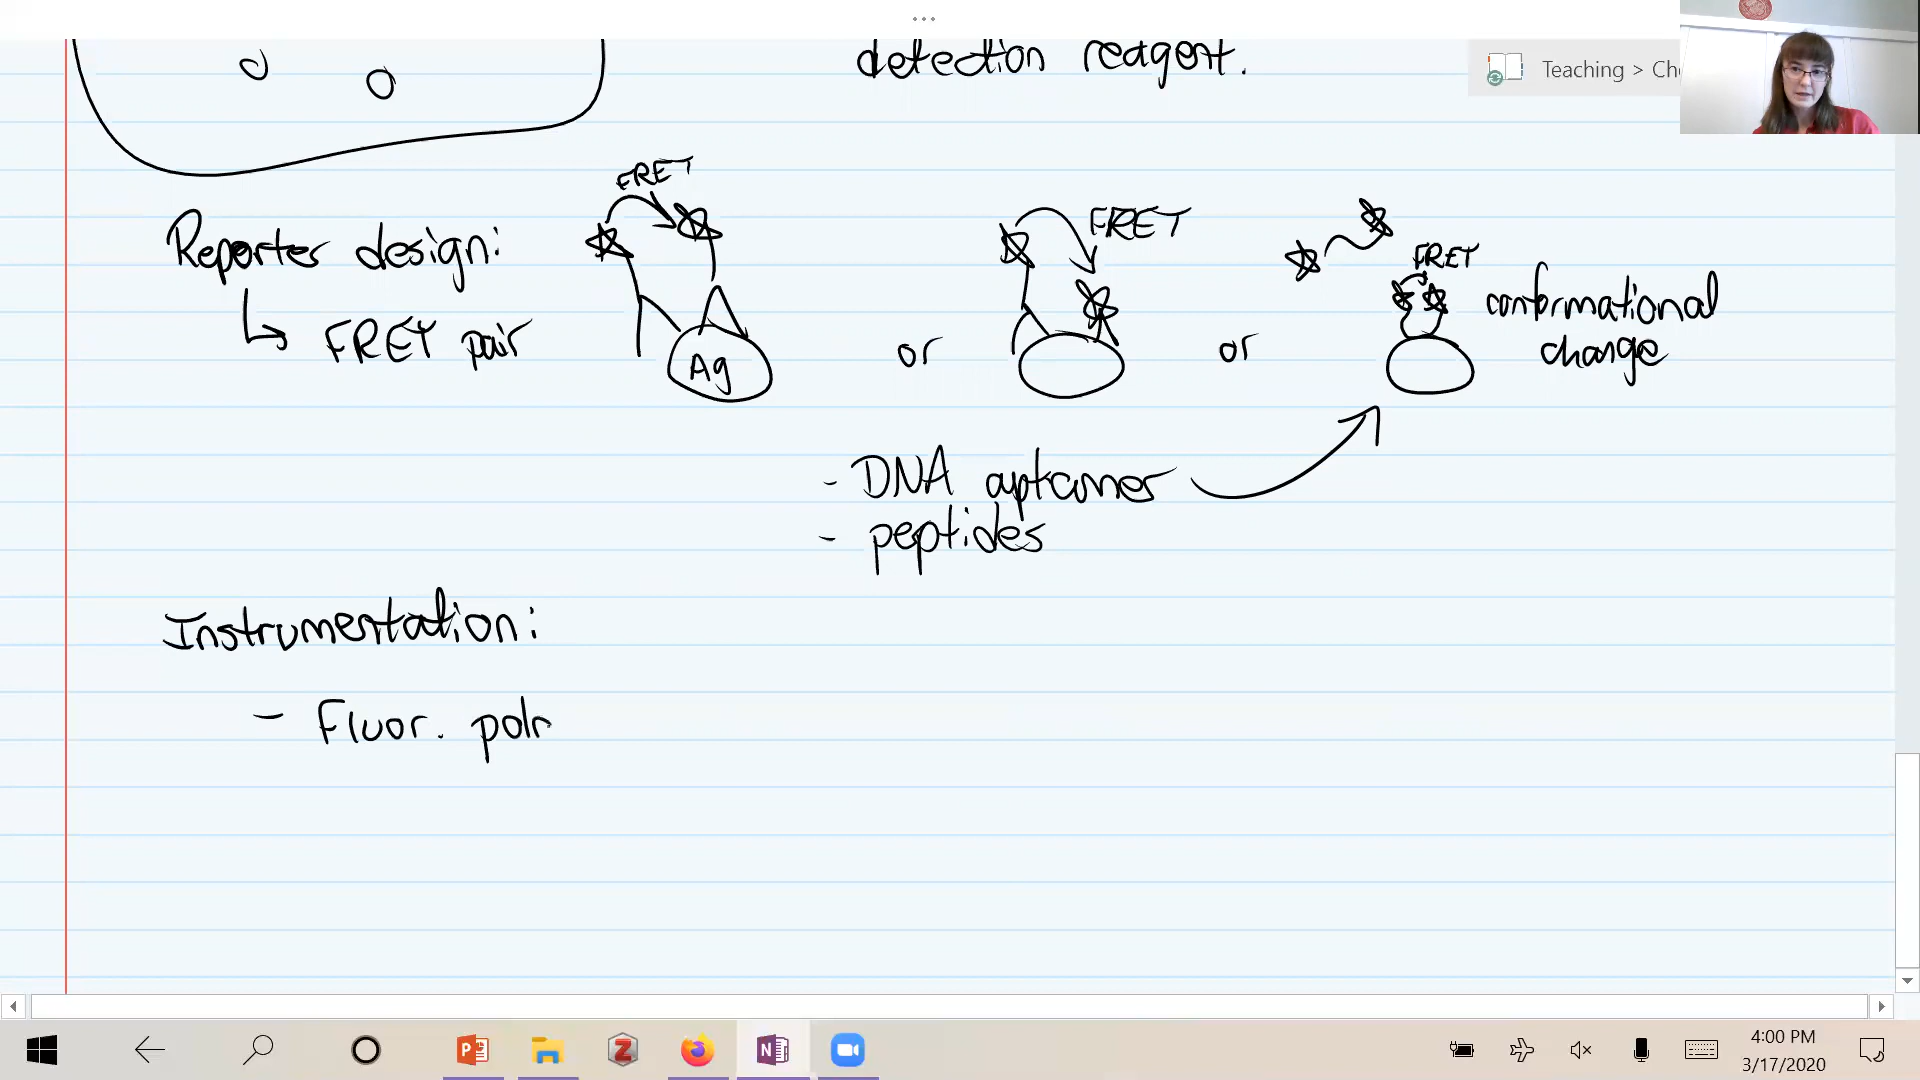 detection reagent.
Teaching > Ch
FRET
Reporter design:
FRET
FRET
conformational
change
FRET pair
Ag
or
or
- DNA aptamer
- peptides
Instrumentation:
- Fluor. polr
4:00 PM
3/17/2020